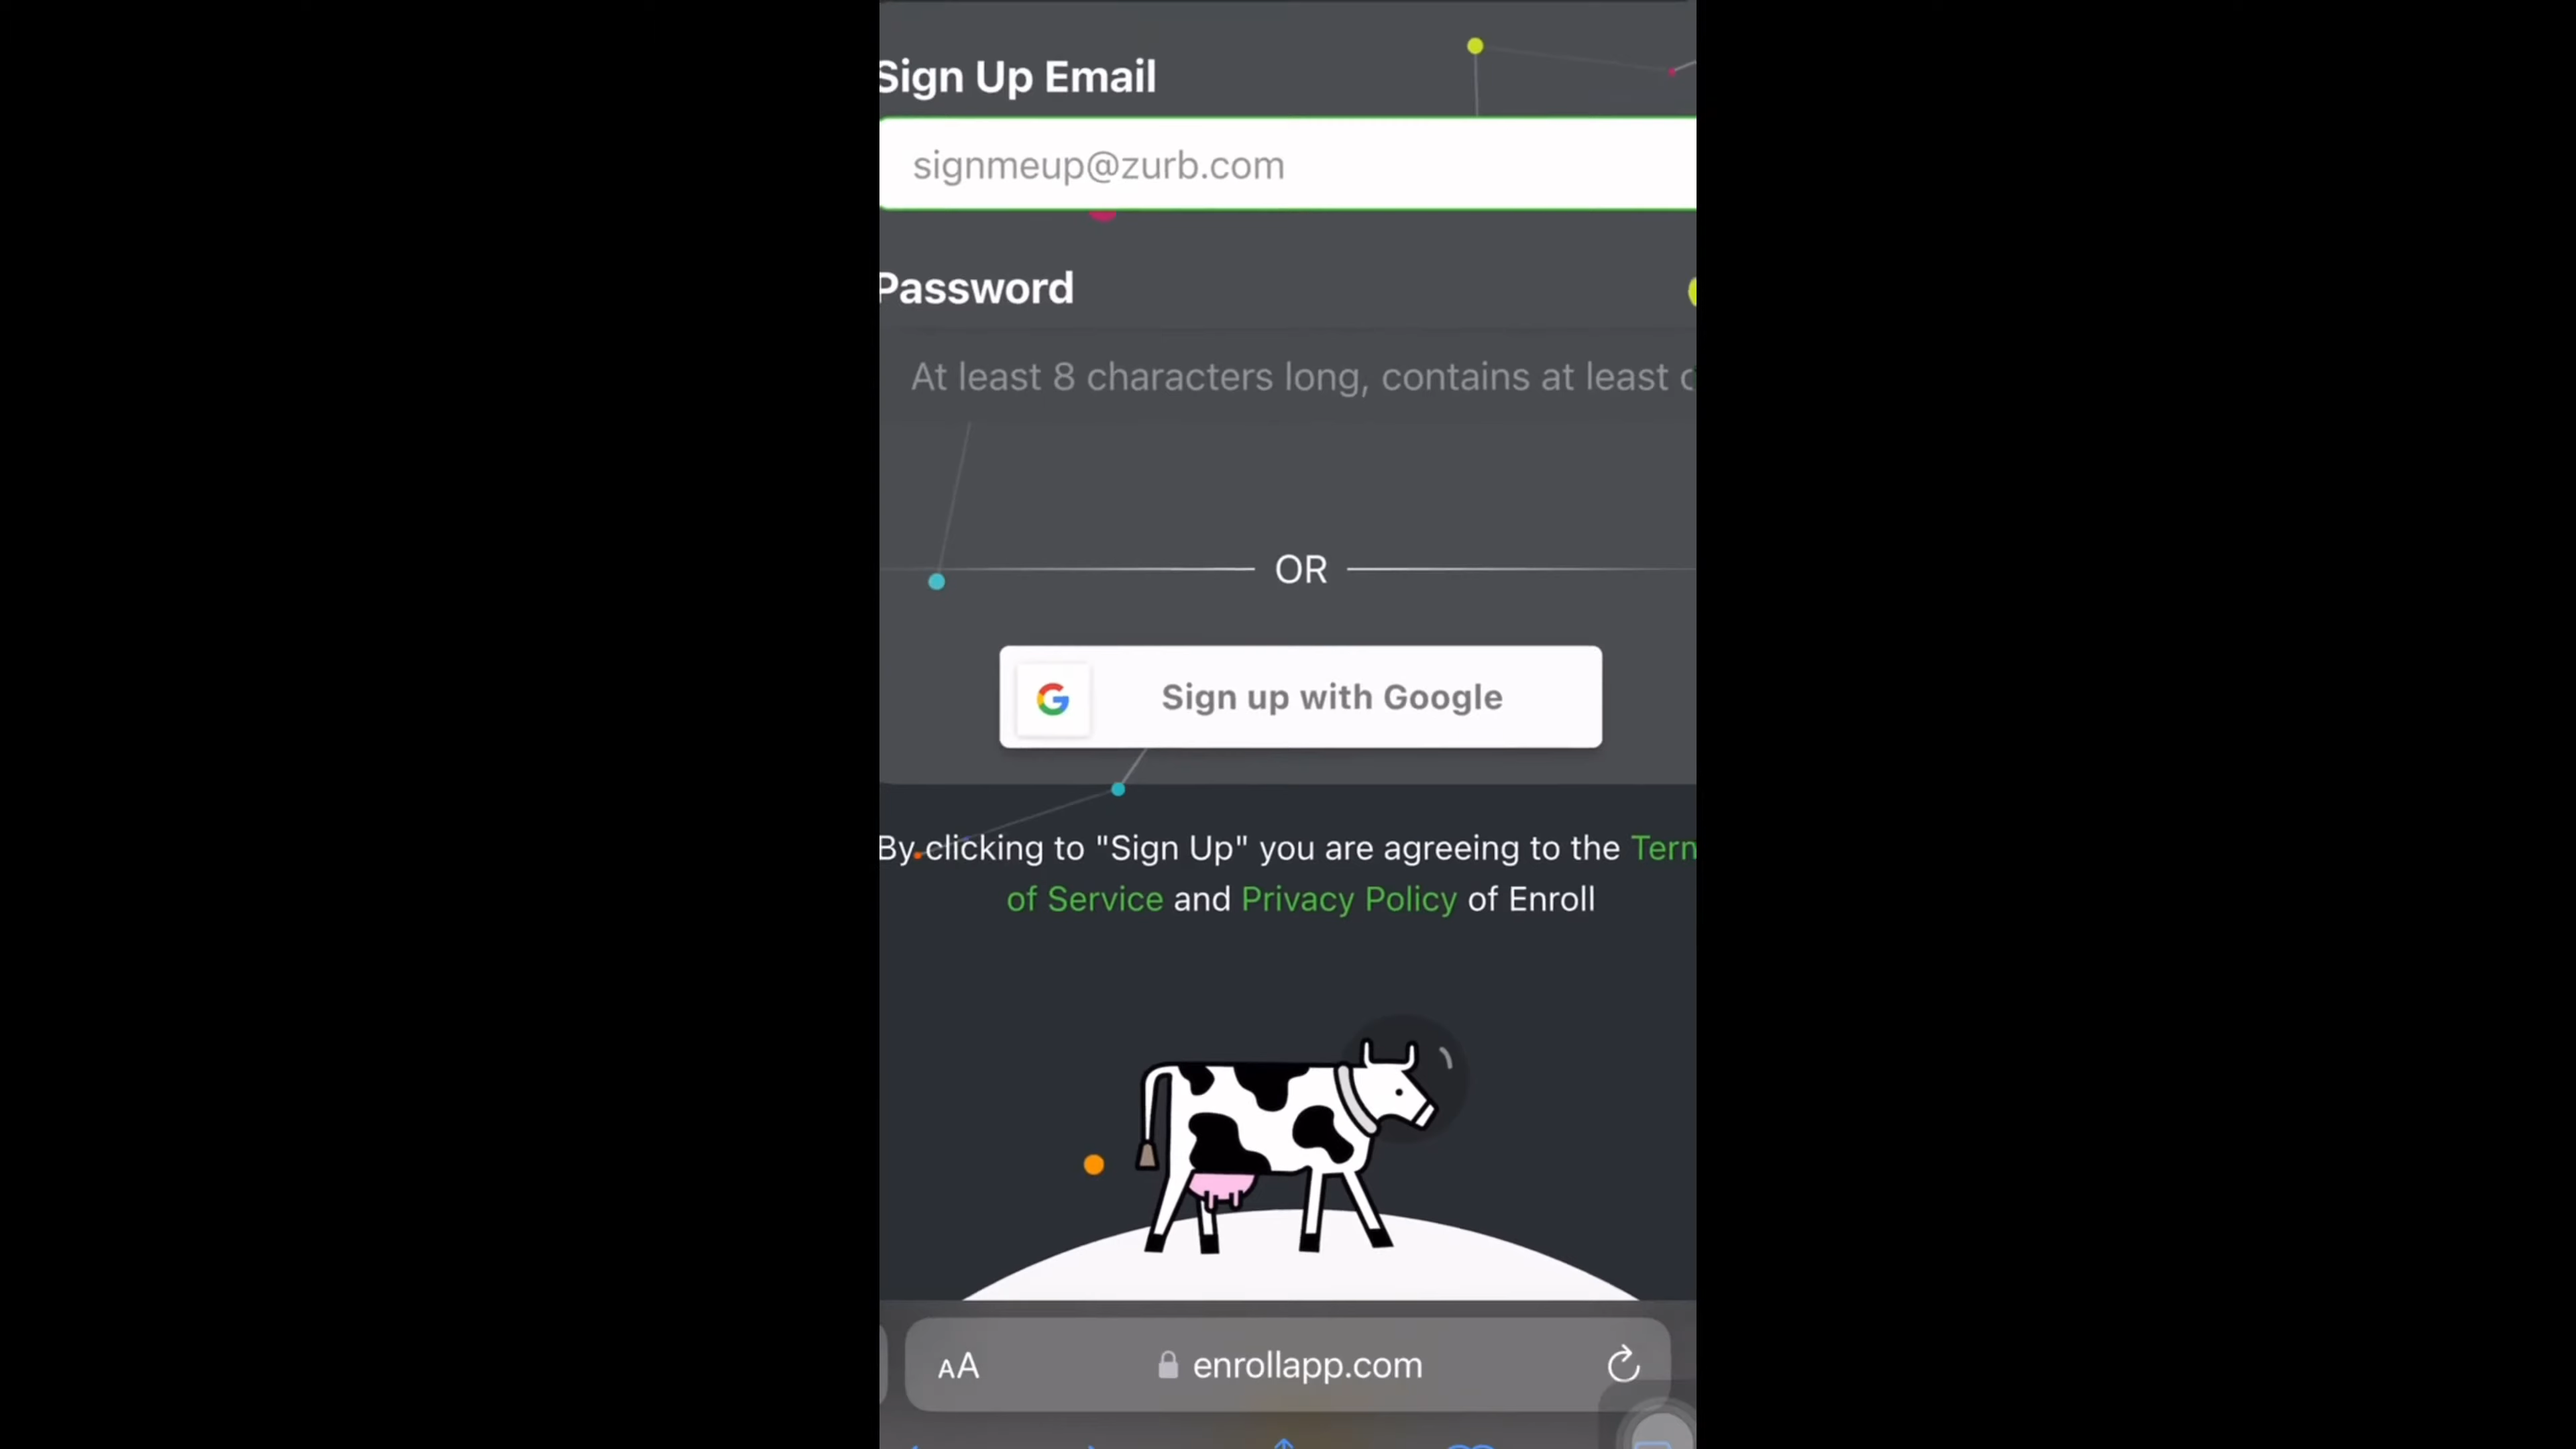 Sign Up Email
signmeup@zurb.com
Password
At least 8 characters long, contains at least
OR
Sign up with Google
By clicking to "Sign Up" you are agreeing to the Term
of Service and Privacy Policy of Enroll
AA enrollapp.com